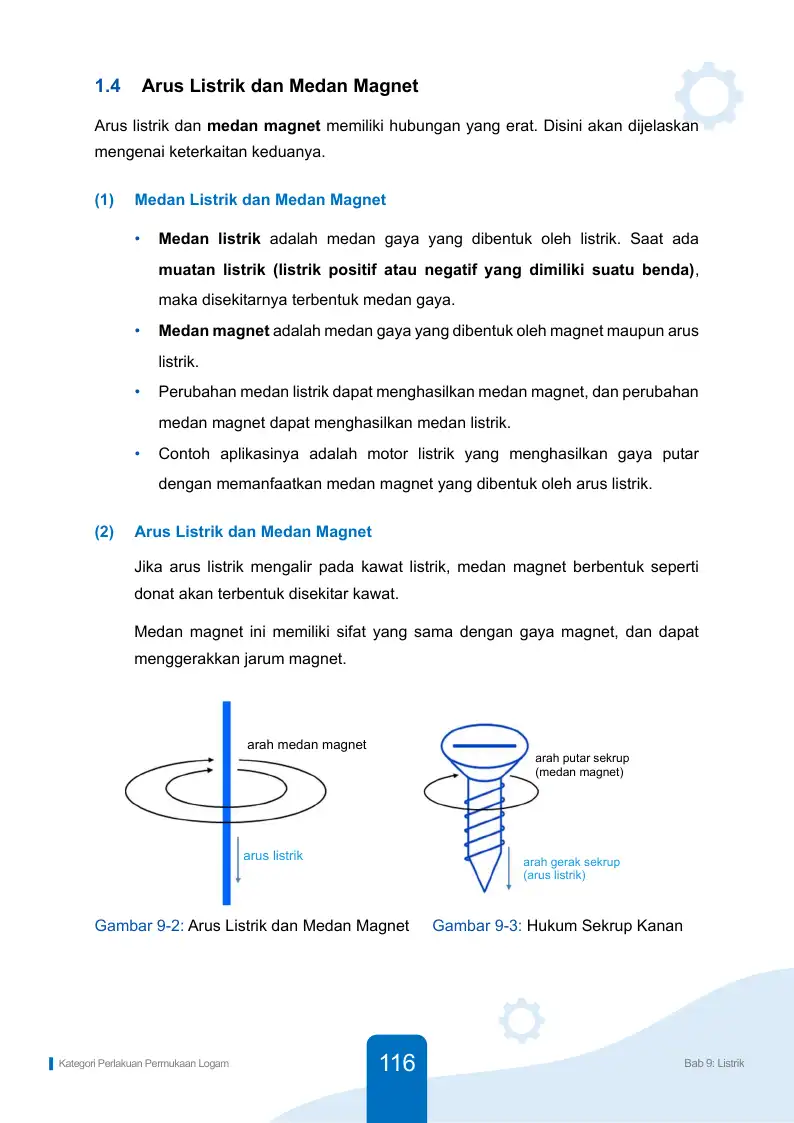 1.4 Arus Listrik dan Medan Magnet
Arus listrik dan medan magnet memiliki hubungan yang erat. Disini akan dijelaskan
mengenai keterkaitan keduanya.
(1) Medan Listrik dan Medan Magnet
• Medan listrik adalah medan gaya yang dibentuk oleh listrik. Saat ada
muatan listrik (listrik positif atau negatif yang dimiliki suatu benda),
maka disekitarnya terbentuk medan gaya.
• Medan magnet adalah medan gaya yang dibentuk oleh magnet maupun arus
listrik.
• Perubahan medan listrik dapat menghasilkan medan magnet, dan perubahan
medan magnet dapat menghasilkan medan listrik.
• Contoh aplikasinya adalah motor listrik yang menghasilkan gaya putar
dengan memanfaatkan medan magnet yang dibentuk oleh arus listrik.
(2) Arus Listrik dan Medan Magnet
Jika arus listrik mengalir pada kawat listrik, medan magnet berbentuk seperti
donat akan terbentuk disekitar kawat.
Medan magnet ini memiliki sifat yang sama dengan gaya magnet, dan dapat
menggerakkan jarum magnet.
arah medan magnet
arus listrik
arah putar sekrup
(medan magnet)
arah gerak sekrup
(arus listrik)
Gambar 9-2: Arus Listrik dan Medan Magnet
Gambar 9-3: Hukum Sekrup Kanan
Kategori Perlakuan Permukaan Logam
116
Bab 9: Listrik